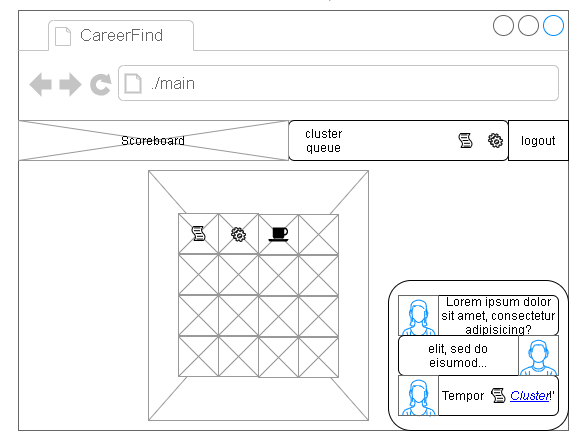 CareerFind
./main
Scoreboard
cluster
queue
logout
Lorem ipsum dolor
sit amet, consectetur
adipisicing?
elit, sed do
eisumod...
Tempor Cluster!'